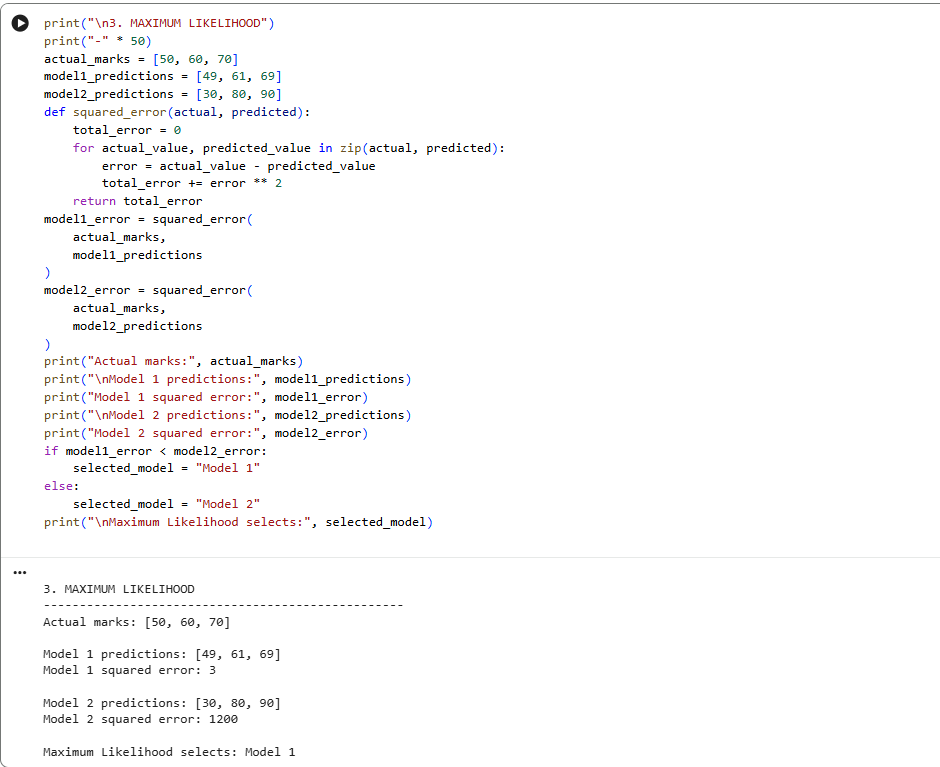 print("\n3. MAXIMUM LIKELIHOOD")
print("-" * 50)
actual_marks = [50, 60, 70]
model1_predictions = [49, 61, 69]
model2_predictions = [30, 80, 90]
def squared_error(actual, predicted):
    total_error = 0
    for actual_value, predicted_value in zip(actual, predicted):
        error = actual_value - predicted_value
        total_error += error ** 2
    return total_error
model1_error = squared_error(
    actual_marks,
    model1_predictions
)
model2_error = squared_error(
    actual_marks,
    model2_predictions
)
print("Actual marks:", actual_marks)
print("\nModel 1 predictions:", model1_predictions)
print("Model 1 squared error:", model1_error)
print("\nModel 2 predictions:", model2_predictions)
print("Model 2 squared error:", model2_error)
if model1_error < model2_error:
    selected_model = "Model 1"
else:
    selected_model = "Model 2"
print("\nMaximum Likelihood selects:", selected_model)
3. MAXIMUM LIKELIHOOD
--------------------------------------------------
Actual marks: [50, 60, 70]
Model 1 predictions: [49, 61, 69]
Model 1 squared error: 3
Model 2 predictions: [30, 80, 90]
Model 2 squared error: 1200
Maximum Likelihood selects: Model 1